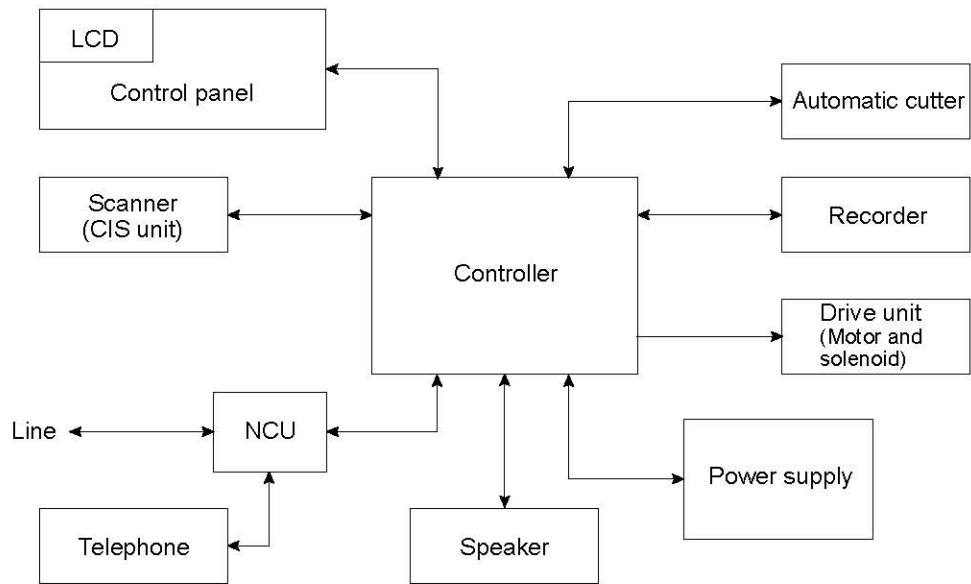 LCD
Control panel
Automatic cutter
Scanner
(CIS unit)
Recorder
Controller
Drive unit
(Motor and
solenoid)
Line
NCU
Power supply
Telephone
Speaker